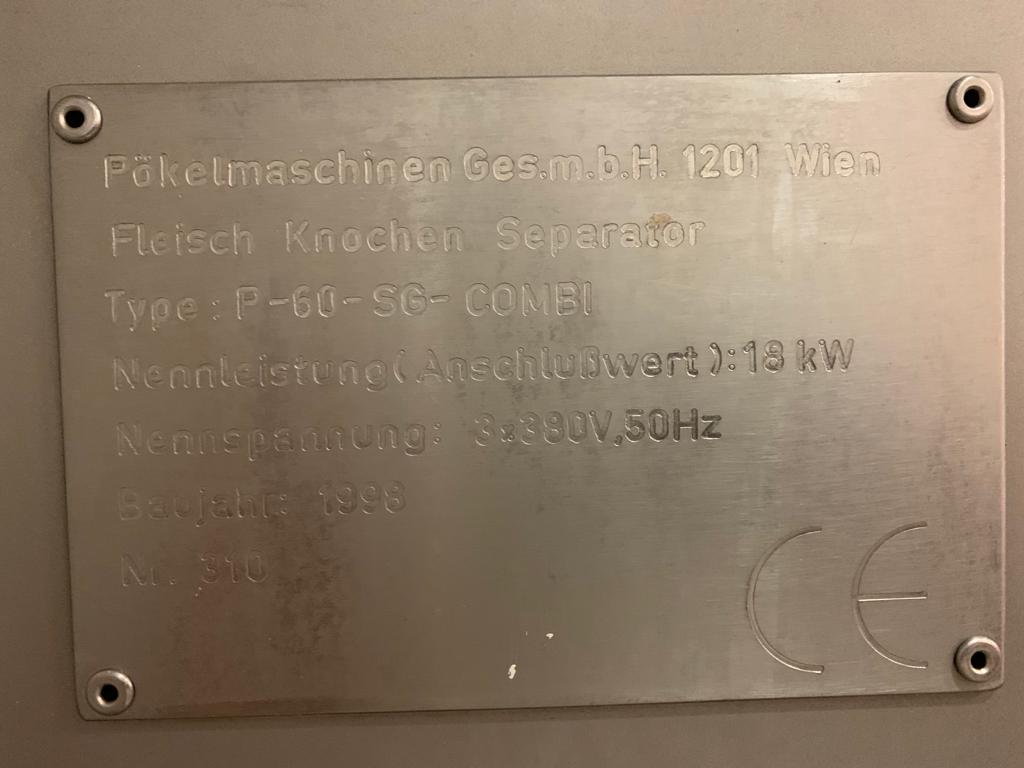 Pökelmaschinen Ges.m.b.H. 1201 Wien
Fleisch Knochen Separator
Type: P-60-SG-COMBI
Nennleistung(Anschlußwert):18 kW
Nennspannung: 3x380V,50Hz
Baujahr: 1998
Nr. 310
CE